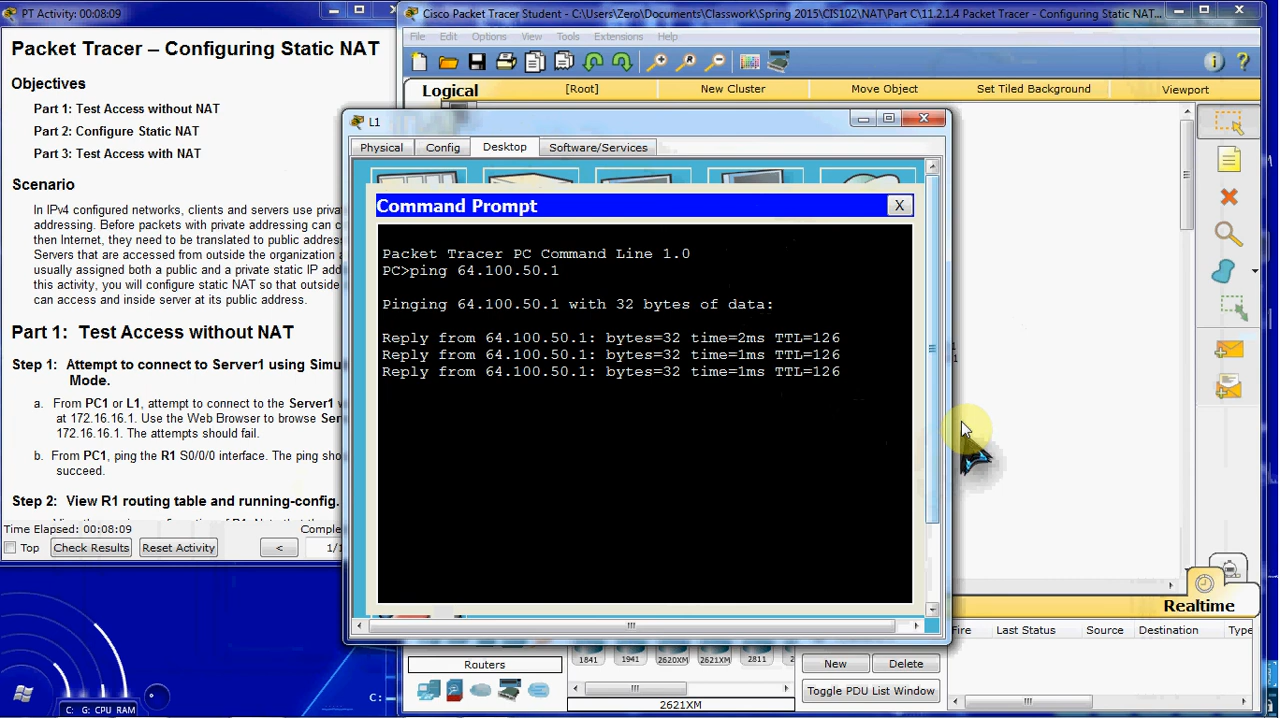 PT Activity: 00:08:09
Packet Tracer – Configuring Static NAT
Objectives
Part 1: Test Access without NAT
Part 2: Configure Static NAT
Part 3: Test Access with NAT
Scenario
In IPv4 configured networks, clients and servers use priva
addressing. Before packets with private addressing can c
then Internet, they need to be translated to public addres
Servers that are accessed from outside the organization a
usually assigned both a public and a private static IP add
this activity, you will configure static NAT so that outside
can access and inside server at its public address.
Part 1: Test Access without NAT
Step 1: Attempt to connect to Server1 using Simu
Mode.
a. From PC1 or L1, attempt to connect to the Server1 w
at 172.16.16.1. Use the Web Browser to browse Ser
172.16.16.1. The attempts should fail.
b. From PC1, ping the R1 S0/0/0 interface. The ping sho
succeed.
Step 2: View R1 routing table and running-config.
Time Elapsed: 00:08:09 Comple
Top Check Results Reset Activity < 1/1
C: G: CPU RAM
C:
Cisco Packet Tracer Student - C:\Users\Zero\Documents\Classwork\Spring 2015\CIS102\NAT\Part C\11.2.1.4 Packet Tracer - Configuring Static NAT...
File Edit Options View Tools Extensions Help
Logical [Root] New Cluster Move Object Set Tiled Background Viewport
L1
Physical Config Desktop Software/Services
Command Prompt X
Packet Tracer PC Command Line 1.0
PC>ping 64.100.50.1
Pinging 64.100.50.1 with 32 bytes of data:
Reply from 64.100.50.1: bytes=32 time=2ms TTL=126
Reply from 64.100.50.1: bytes=32 time=1ms TTL=126
Reply from 64.100.50.1: bytes=32 time=1ms TTL=126
Realtime
Fire Last Status Source Destination Type
Routers
1841 1941 2620XM 2621XM 2811
2621XM
New Delete
Toggle PDU List Window